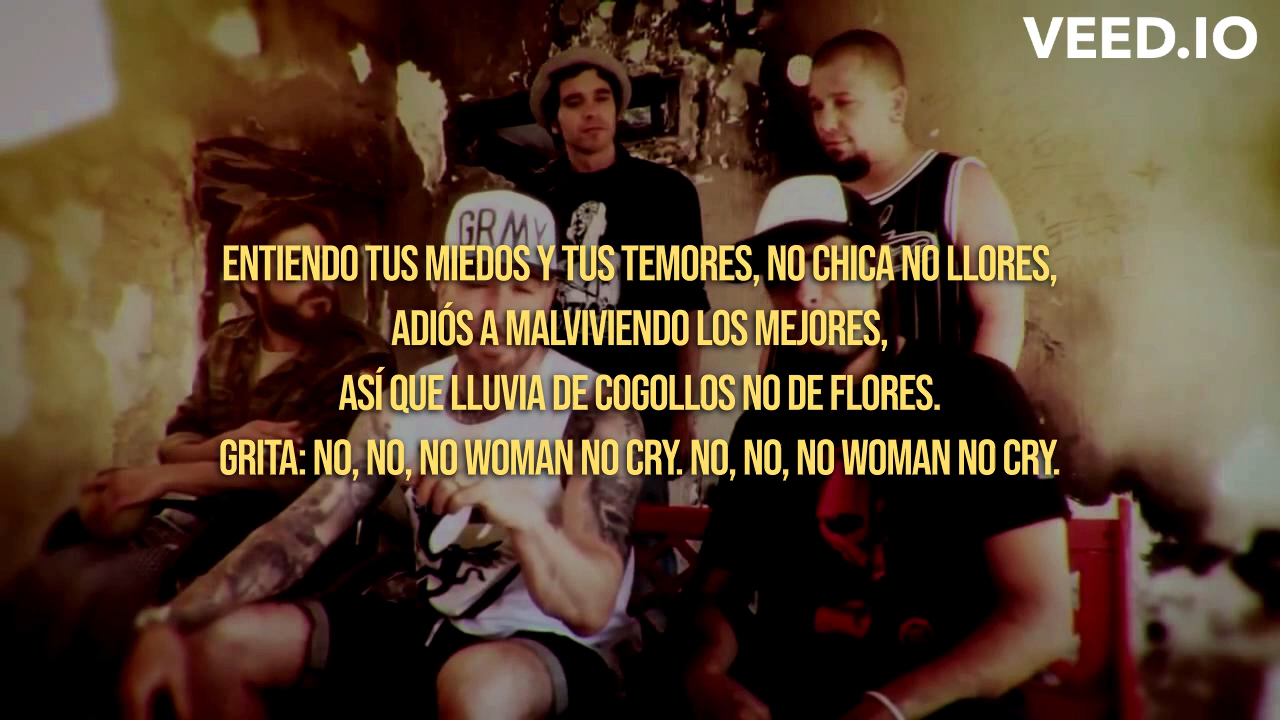 VEED.IO
GRMY
ENTIENDO TUS MIEDOS Y TUS TEMORES, NO CHICA NO LLORES,
ADIÓS A MALVIVIENDO LOS MEJORES,
ASÍ QUE LLUVIA DE COGOLLOS NO DE FLORES.
GRITA: NO, NO, NO WOMAN NO CRY. NO, NO, NO WOMAN NO CRY.